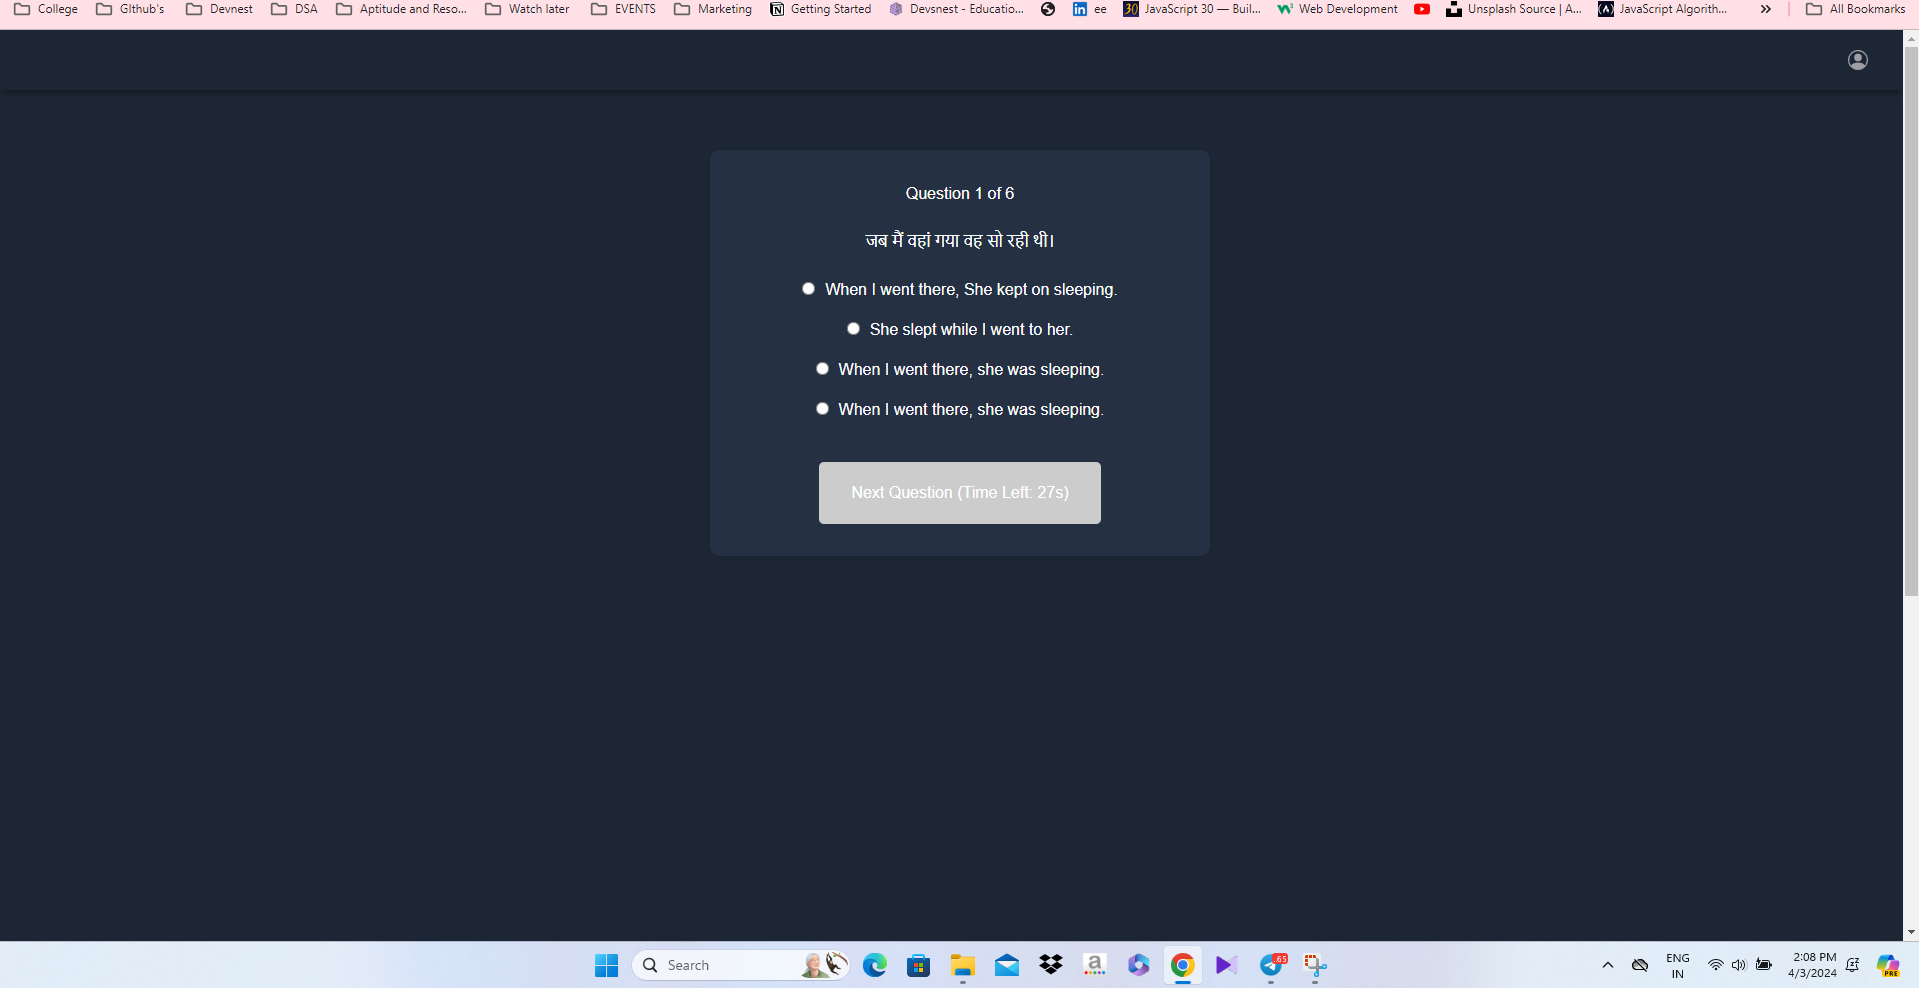 College GIthub's Devnest DSA Aptitude and Reso... Watch later EVENTS Marketing Getting Started Devsnest - Educatio... ee JavaScript 30 — Buil... Web Development Unsplash Source | A... JavaScript Algorith... » All Bookmarks
Question 1 of 6
जब मैं वहां गया वह सो रही थी।
When I went there, She kept on sleeping.
She slept while I went to her.
When I went there, she was sleeping.
When I went there, she was sleeping.
Next Question (Time Left: 27s)
Search
65
ENG
IN
2:08 PM
4/3/2024
PRE